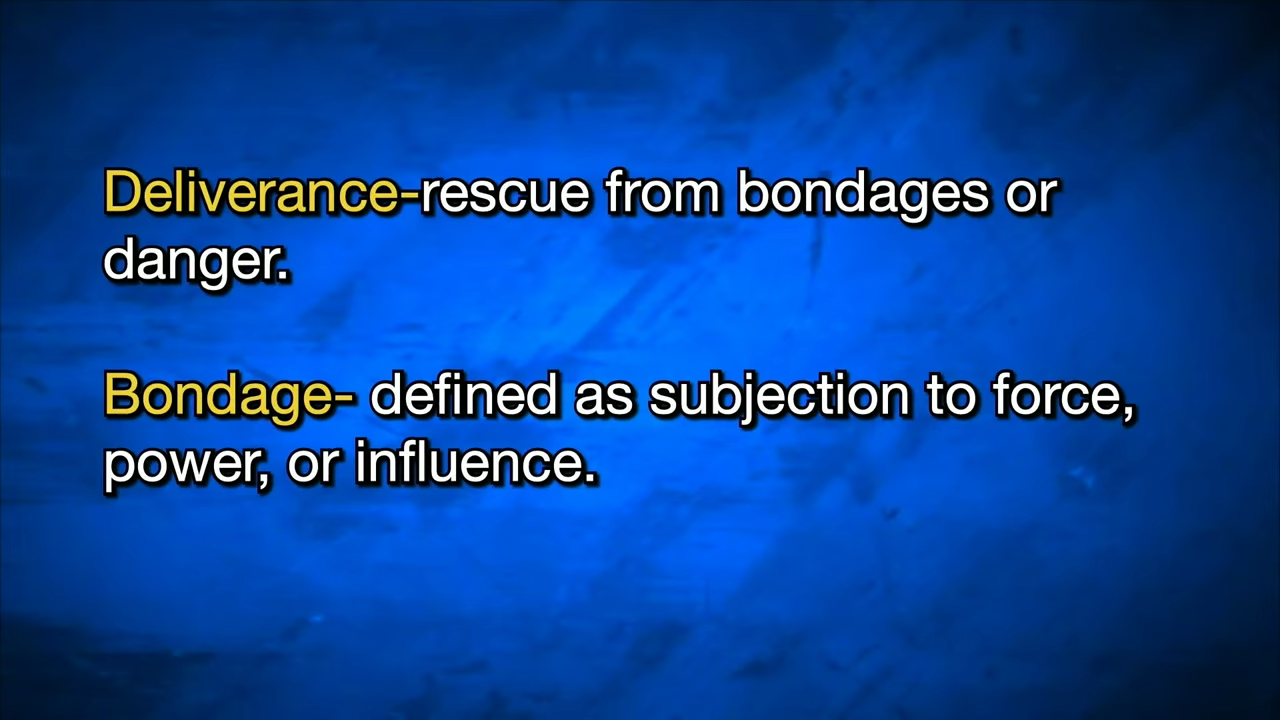 Deliverance-rescue from bondages or
danger.
Bondage- defined as subjection to force,
power, or influence.